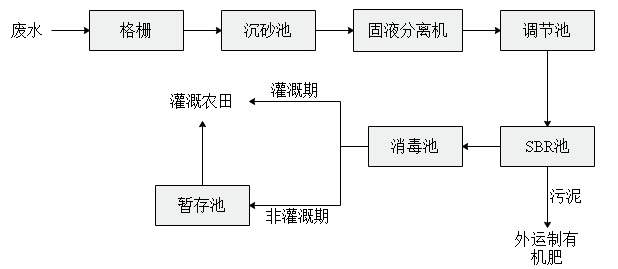 废水
格栅
沉砂池
固液分离机
调节池
灌溉农田
灌溉期
消毒池
SBR池
暂存池
非灌溉期
污泥
外运制有
机肥